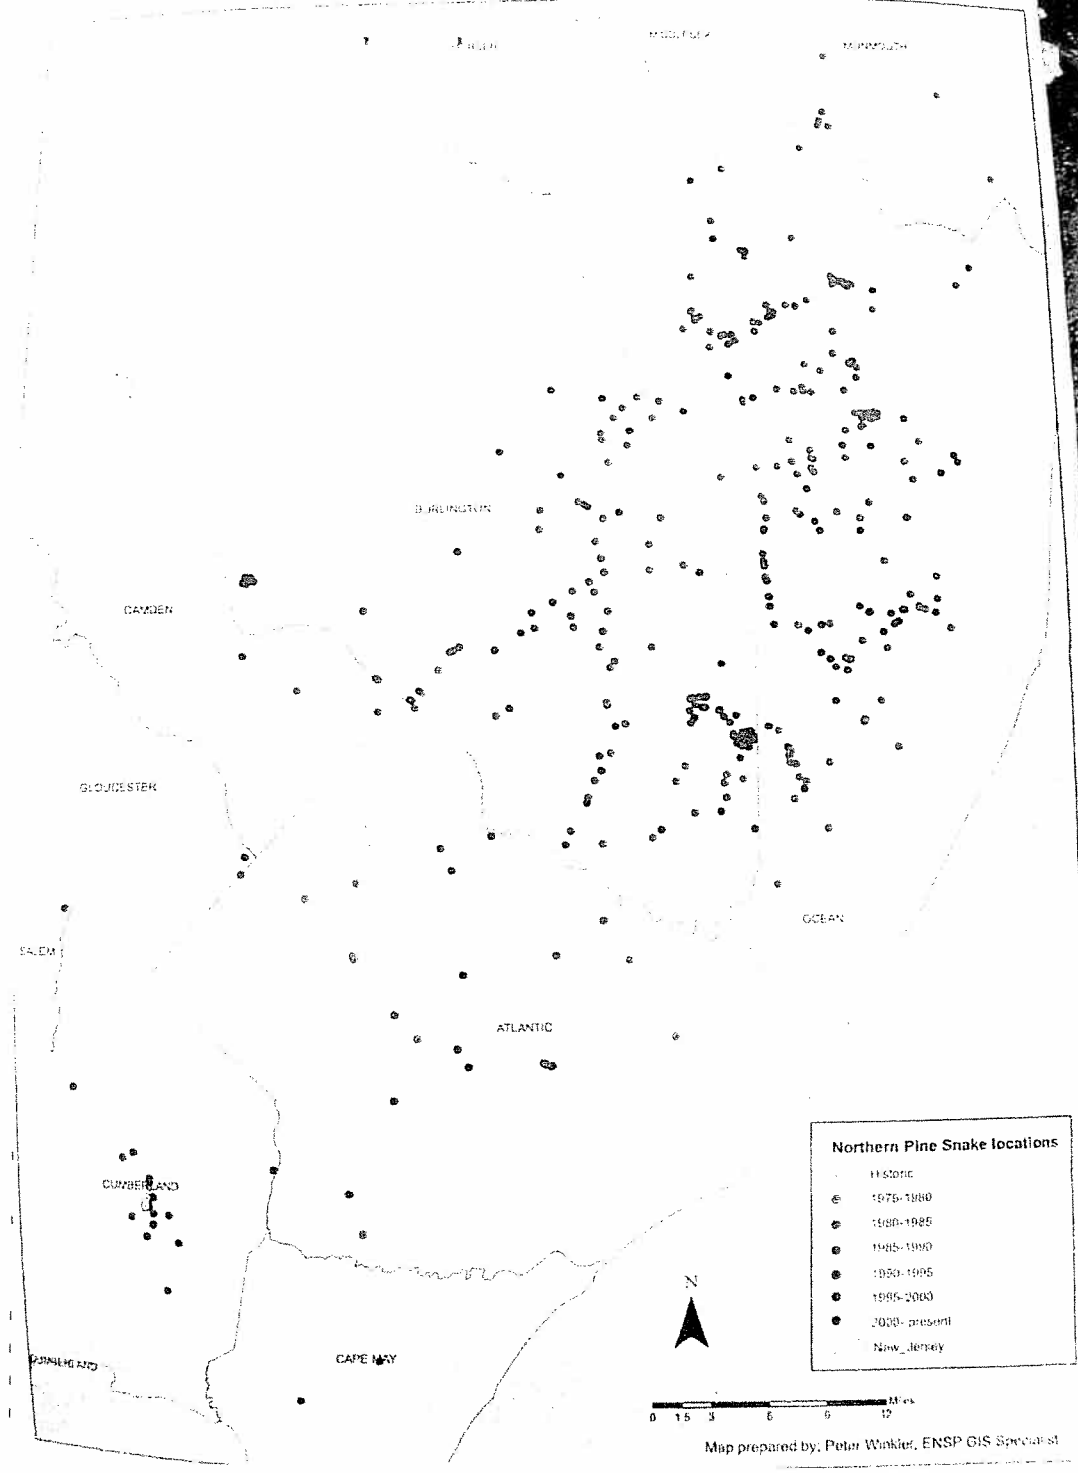 MIDDLESEX
MONMOUTH
BURLINGTON
CAMDEN
GLOUCESTER
SALEM
OCEAN
ATLANTIC
CUMBERLAND
CUMBERLAND
CAPE MAY
Northern Pine Snake locations
Historic
1975-1980
1980-1985
1985-1990
1990-1995
1995-2000
2000- present
New_Jersey
N
Miles
0 1.5 3 6 9 12
Map prepared by: Peter Winkler, ENSP GIS Specialist